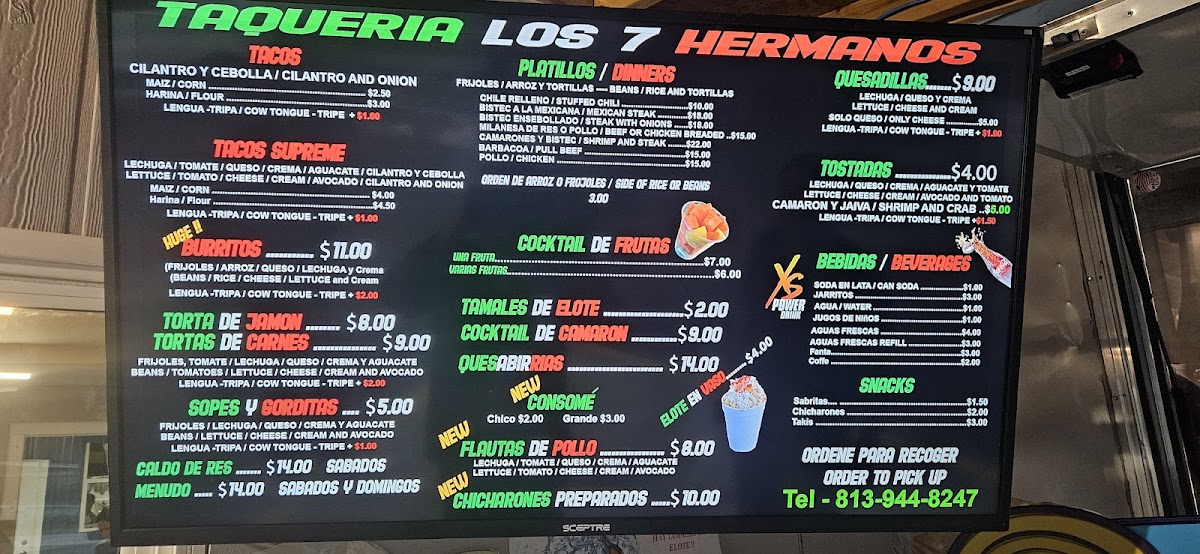 TAQUERIA LOS 7 HERMANOS
TACOS
CILANTRO Y CEBOLLA / CILANTRO AND ONION
MAIZ / CORN ........ $2.50
HARINA / FLOUR ........ $3.00
LENGUA -TRIPA / COW TONGUE - TRIPE + $1.00
TACOS SUPREME
LECHUGA / TOMATE / QUESO / CREMA / AGUACATE / CILANTRO Y CEBOLLA
LETTUCE / TOMATO / CHEESE / CREAM / AVOCADO / CILANTRO AND ONION
MAIZ / CORN ........ $4.00
Harina / Flour ........ $4.50
LENGUA -TRIPA / COW TONGUE - TRIPE + $1.00
HUGE !!
BURRITOS ........ $11.00
(FRIJOLES / ARROZ / QUESO / LECHUGA y Crema
(BEANS / RICE / CHEESE / LETTUCE and Cream
LENGUA -TRIPA / COW TONGUE - TRIPE + $2.00
TORTA DE JAMON ........ $8.00
TORTAS DE CARNES ........ $9.00
FRIJOLES, TOMATE / LECHUGA / QUESO / CREMA Y AGUACATE
BEANS / TOMATOES / LETTUCE / CHEESE / CREAM AND AVOCADO
LENGUA -TRIPA / COW TONGUE - TRIPE + $2.00
SOPES Y GORDITAS .... $5.00
FRIJOLES / LECHUGA / QUESO / CREMA Y AGUACATE
BEANS / LETTUCE / CHEESE / CREAM AND AVOCADO
LENGUA -TRIPA / COW TONGUE - TRIPE + $1.00
CALDO DE RES ....... $14.00 SABADOS
MENUDO ..... $14.00 SABADOS Y DOMINGOS
PLATILLOS / DINNERS
FRIJOLES / ARROZ Y TORTILLAS ---- BEANS / RICE AND TORTILLAS
CHILE RELLENO / STUFFED CHILI ........ $10.00
BISTEC A LA MEXICANA / MEXICAN STEAK ........ $18.00
BISTEC ENSEBOLLADO / STEAK WITH ONIONS .....$18.00
MILANESA DE RES O POLLO / BEEF OR CHICKEN BREADED ..$15.00
CAMARONES Y BISTEC / SHRIMP AND STEAK ......$22.00
BARBACOA / PULL BEEF ........ $15.00
POLLO / CHICKEN ........ $15.00
ORDEN DE ARROZ O FROJOLES / SIDE OF RICE OR BEANS
3.00
COCKTAIL DE FRUTAS
UNA FRUTA ........ $7.00
VARIAS FRUTAS ........ $6.00
TAMALES DE ELOTE ........ $2.00
COCKTAIL DE CAMARON ........ $9.00
QUESABIRRIAS ........ $14.00
NEW
CONSOMÉ
Chico $2.00 Grande $3.00
ELOTE EN VASO ...... $4.00
NEW
FLAUTAS DE POLLO ........ $8.00
LECHUGA / TOMATE / QUESO / CREMA / AGUACATE
LETTUCE / TOMATO / CHEESE / CREAM / AVOCADO
NEW
CHICHARONES PREPARADOS .....$10.00
QUESADILLAS.......$9.00
LECHUGA / QUESO Y CREMA
LETTUCE / CHEESE AND CREAM
SOLO QUESO / ONLY CHEESE ........ $5.00
LENGUA -TRIPA / COW TONGUE - TRIPE + $1.00
TOSTADAS ........ $4.00
LECHUGA / QUESO / CREMA / AGUACATE Y TOMATE
LETTUCE / CHEESE / CREAM / AVOCADO AND TOMATO
CAMARON Y JAIVA / SHRIMP AND CRAB ..$5.00
LENGUA -TRIPA / COW TONGUE - TRIPE +$1.50
XS
POWER
DRINK
BEBIDAS / BEVERAGES
SODA EN LATA / CAN SODA ........ $1.00
JARRITOS ........ $3.00
AGUA / WATER ........ $1.00
JUGOS DE NIÑOS ........ $1.00
AGUAS FRESCAS ........ $4.00
AGUAS FRESCAS REFILL ........ $3.00
Fanta ........ $3.00
Coffe ........ $2.00
SNACKS
Sabritas.... ........ $1.50
Chicharones ........ $2.00
Takis ........ $3.00
ORDENE PARA RECOGER
ORDER TO PICK UP
Tel - 813-944-8247
SCEPTRE
ELOTE!!